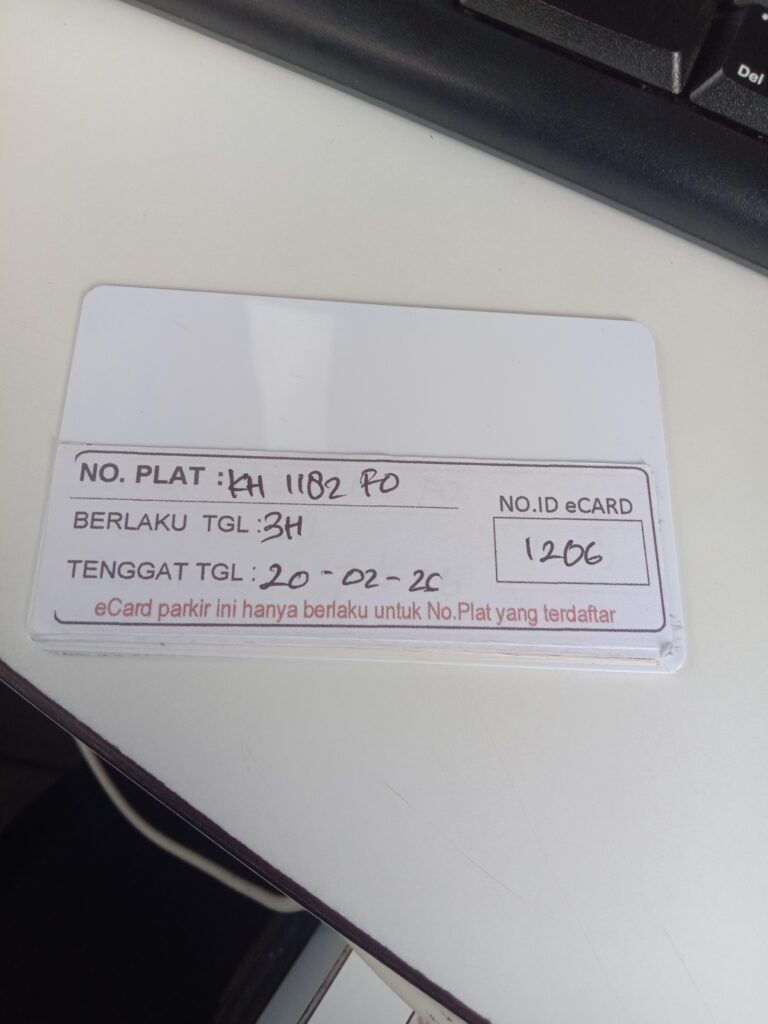 Del
NO. PLAT : KH 1182 FO
BERLAKU TGL : 3H
NO.ID eCARD
1206
TENGGAT TGL : 20-02-26
eCard parkir ini hanya berlaku untuk No.Plat yang terdaftar